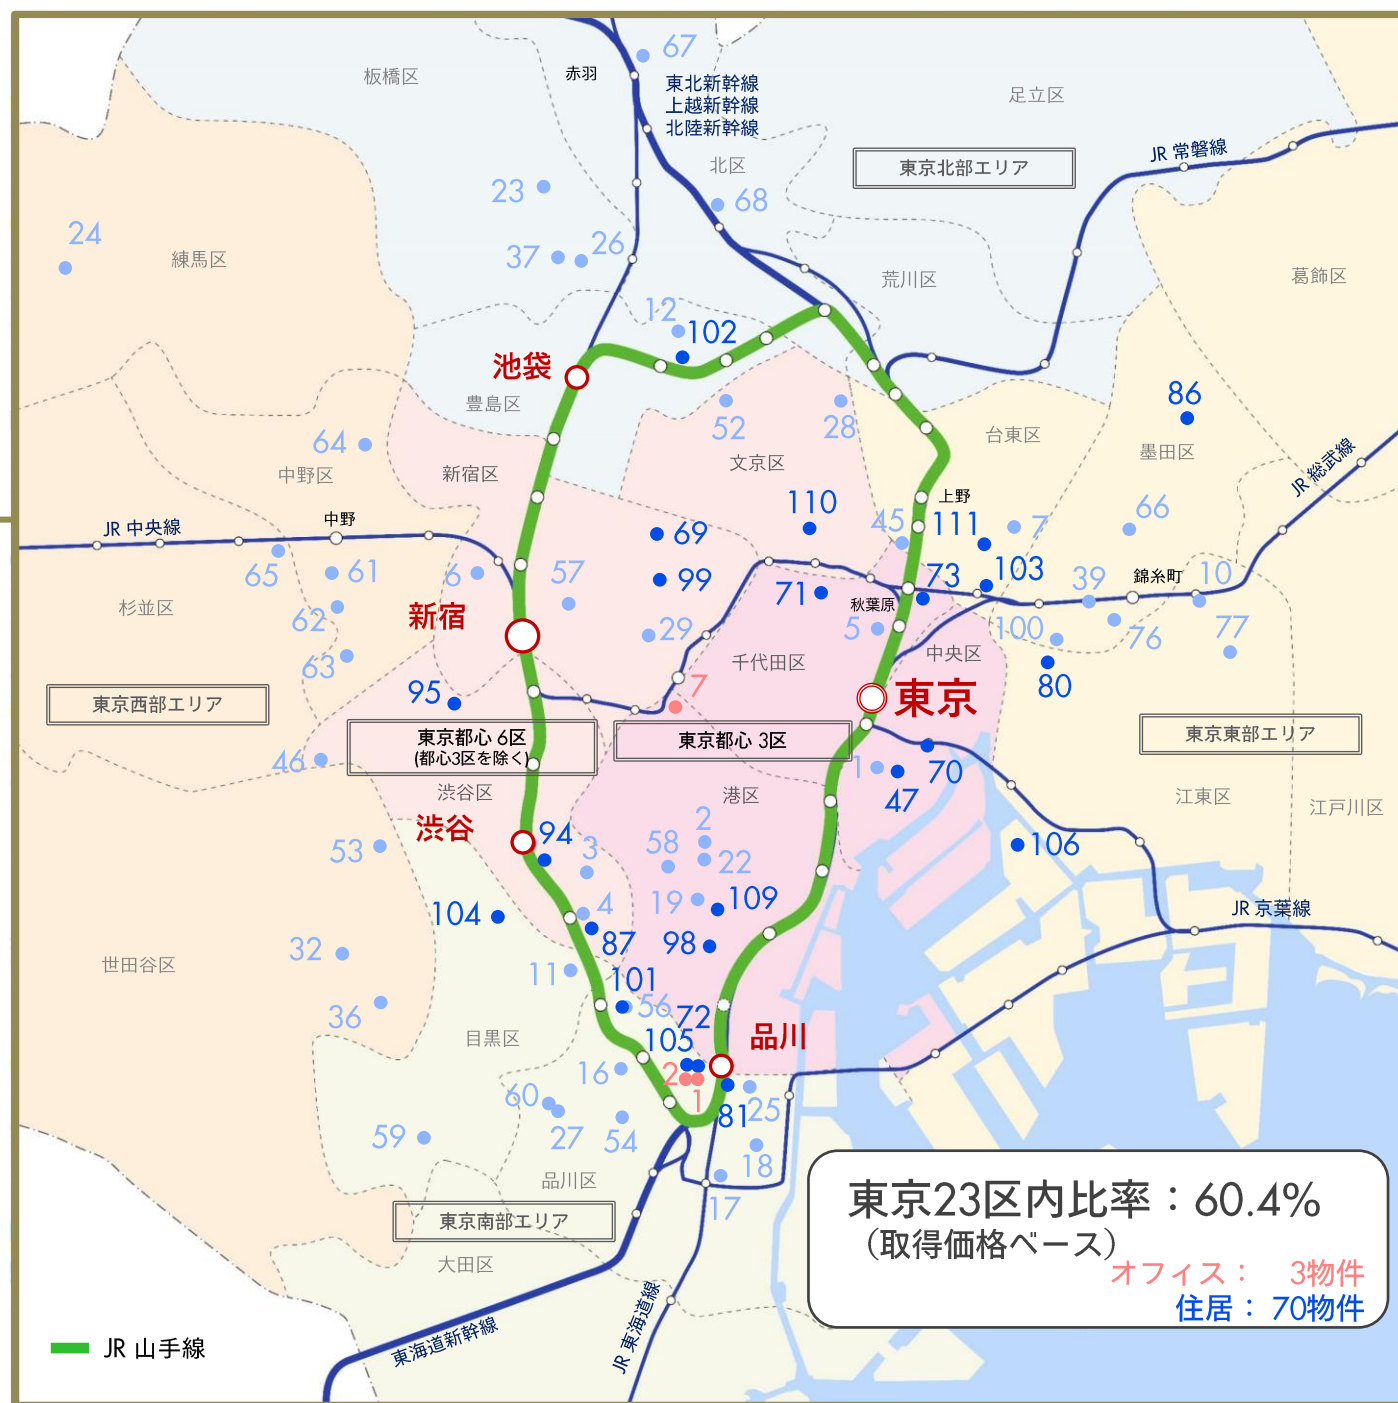 67
板橋区
赤羽
東北新幹線
上越新幹線
北陸新幹線
足立区
JR 常磐線
北区
東京北部エリア
23
68
24
練馬区
37
26
荒川区
葛飾区
12
102
池袋
豊島区
86
52
28
台東区
64
中野区
新宿区
文京区
墨田区
JR 総武線
110
上野
JR 中央線
中野
69
45
111
7
66
65
61
6
57
99
71
秋葉原
73
103
39
錦糸町
10
杉並区
62
新宿
29
5
100
76
77
63
千代田区
中央区
80
東京西部エリア
95
7
東京
東京都心 6区
(都心3区を除く)
東京都心 3区
東京東部エリア
46
1
47
70
渋谷区
港区
江東区
江戸川区
渋谷
94
3
58
2
22
106
53
104
4
19
109
JR 京葉線
87
98
32
世田谷区
11
101
56
36
72
目黒区
105
品川
16
2
1
60
27
81
25
59
54
18
品川区
17
東京南部エリア
大田区
東京23区内比率：60.4%
（取得価格ベース）
オフィス： 3物件
住居： 70物件
東海道新幹線
JR 東海道線
JR 山手線